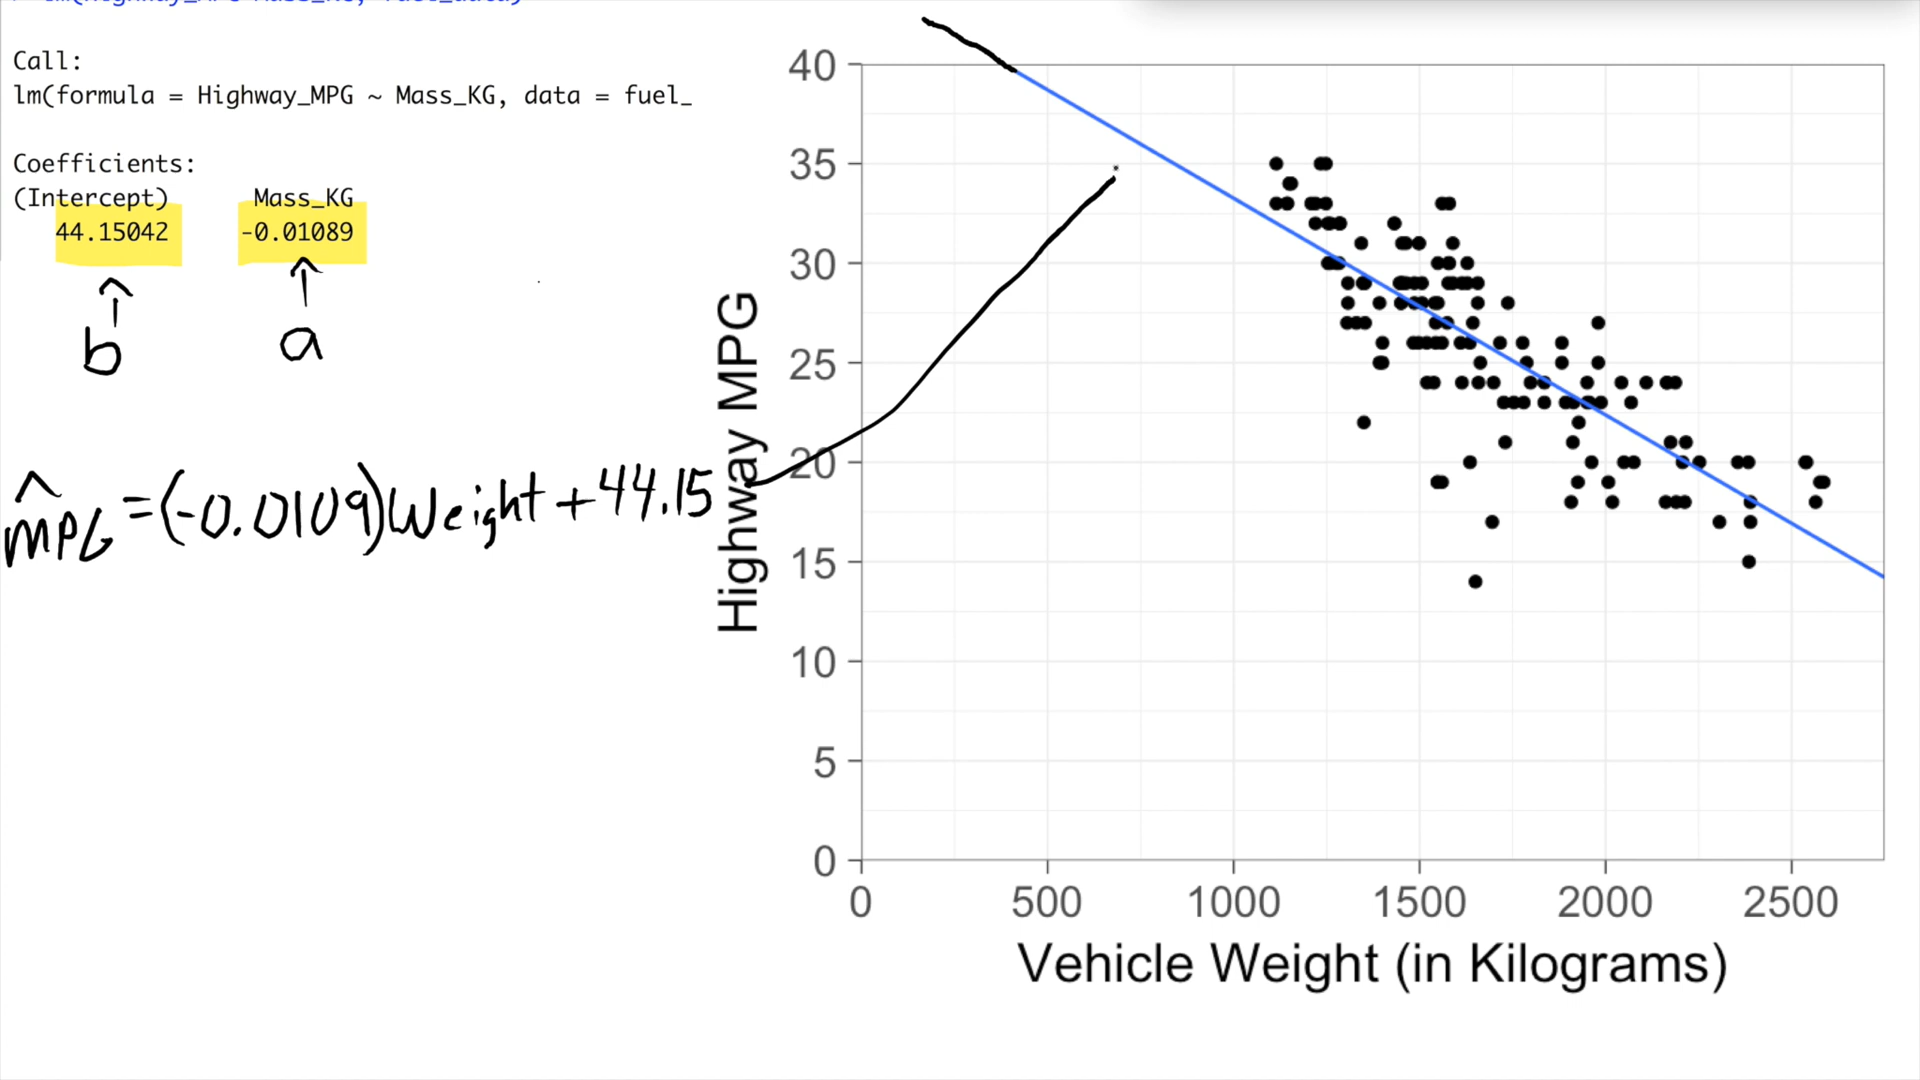 Call:
lm(formula = Highway_MPG ~ Mass_KG, data = fuel_
Coefficients:
(Intercept) Mass_KG
44.15042 -0.01089
b a
MPG = (-0.0109)Weight + 44.15
Highway MPG
40
35
30
25
20
15
10
5
0
0 500 1000 1500 2000 2500
Vehicle Weight (in Kilograms)